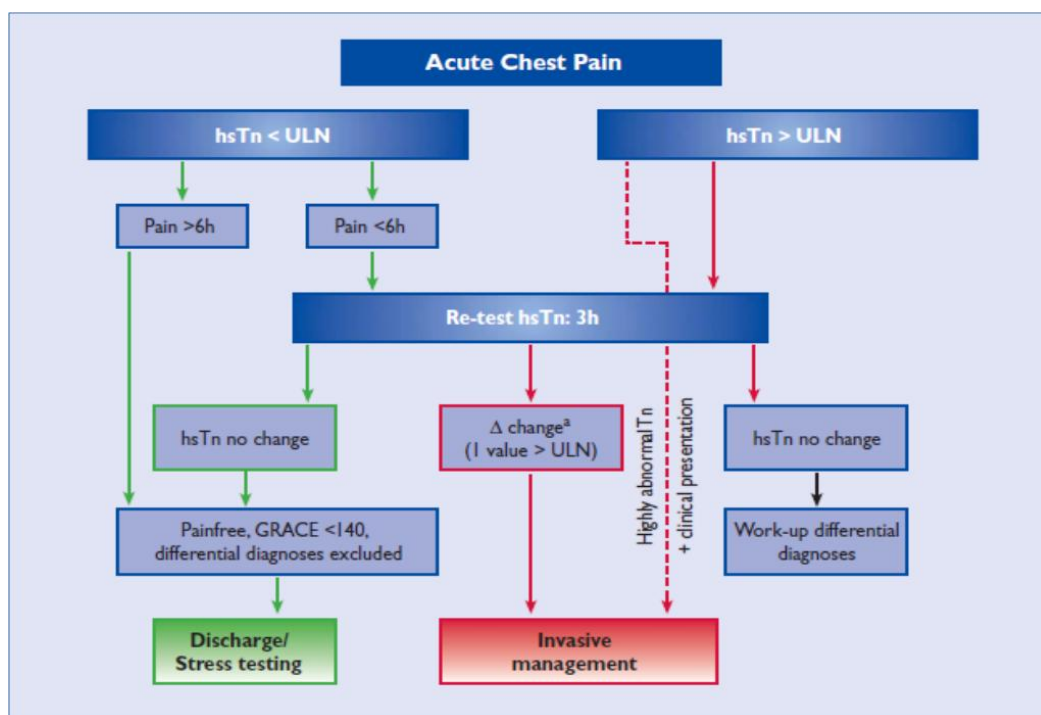 Acute Chest Pain
hsTn < ULN
hsTn > ULN
Pain >6h
Pain <6h
Re-test hsTn: 3h
hsTn no change
Δ changeᵃ
(1 value > ULN)
Highly abnormal Tn
+ clinical presentation
hsTn no change
Painfree, GRACE <140,
differential diagnoses excluded
Work-up differential
diagnoses
Discharge/
Stress testing
Invasive
management